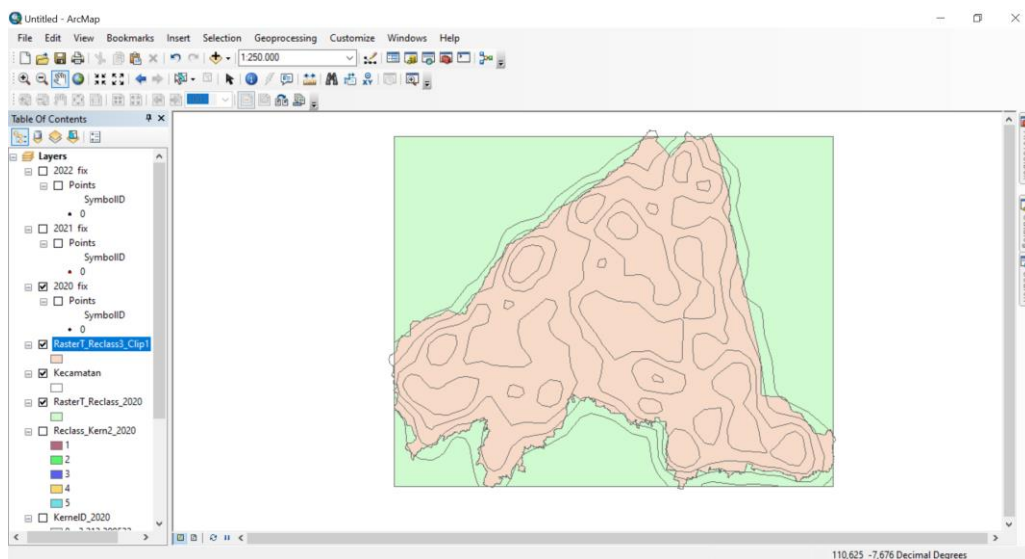 Untitled - ArcMap
File Edit View Bookmarks Insert Selection Geoprocessing Customize Windows Help
1:250.000
Table Of Contents
Layers
2022 fix
Points
SymbolID
0
2021 fix
Points
SymbolID
0
2020 fix
Points
SymbolID
0
RasterT_Reclass3_Clip1
Kecamatan
RasterT_Reclass_2020
Reclass_Kern2_2020
1
2
3
4
5
KernelD_2020
110,625 -7,676 Decimal Degrees